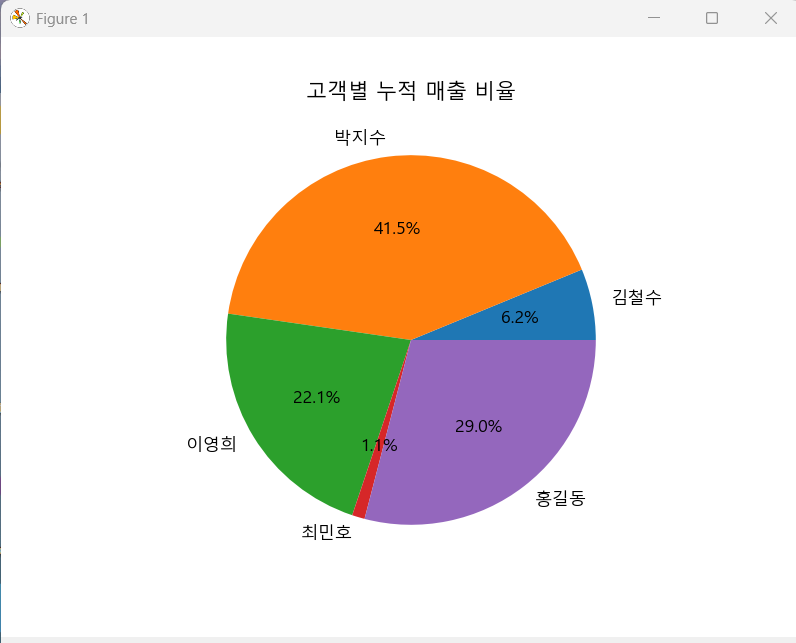 Figure 1
고객별 누적 매출 비율
박지수
41.5%
김철수
6.2%
22.1%
29.0%
이영희
1.1%
홍길동
최민호